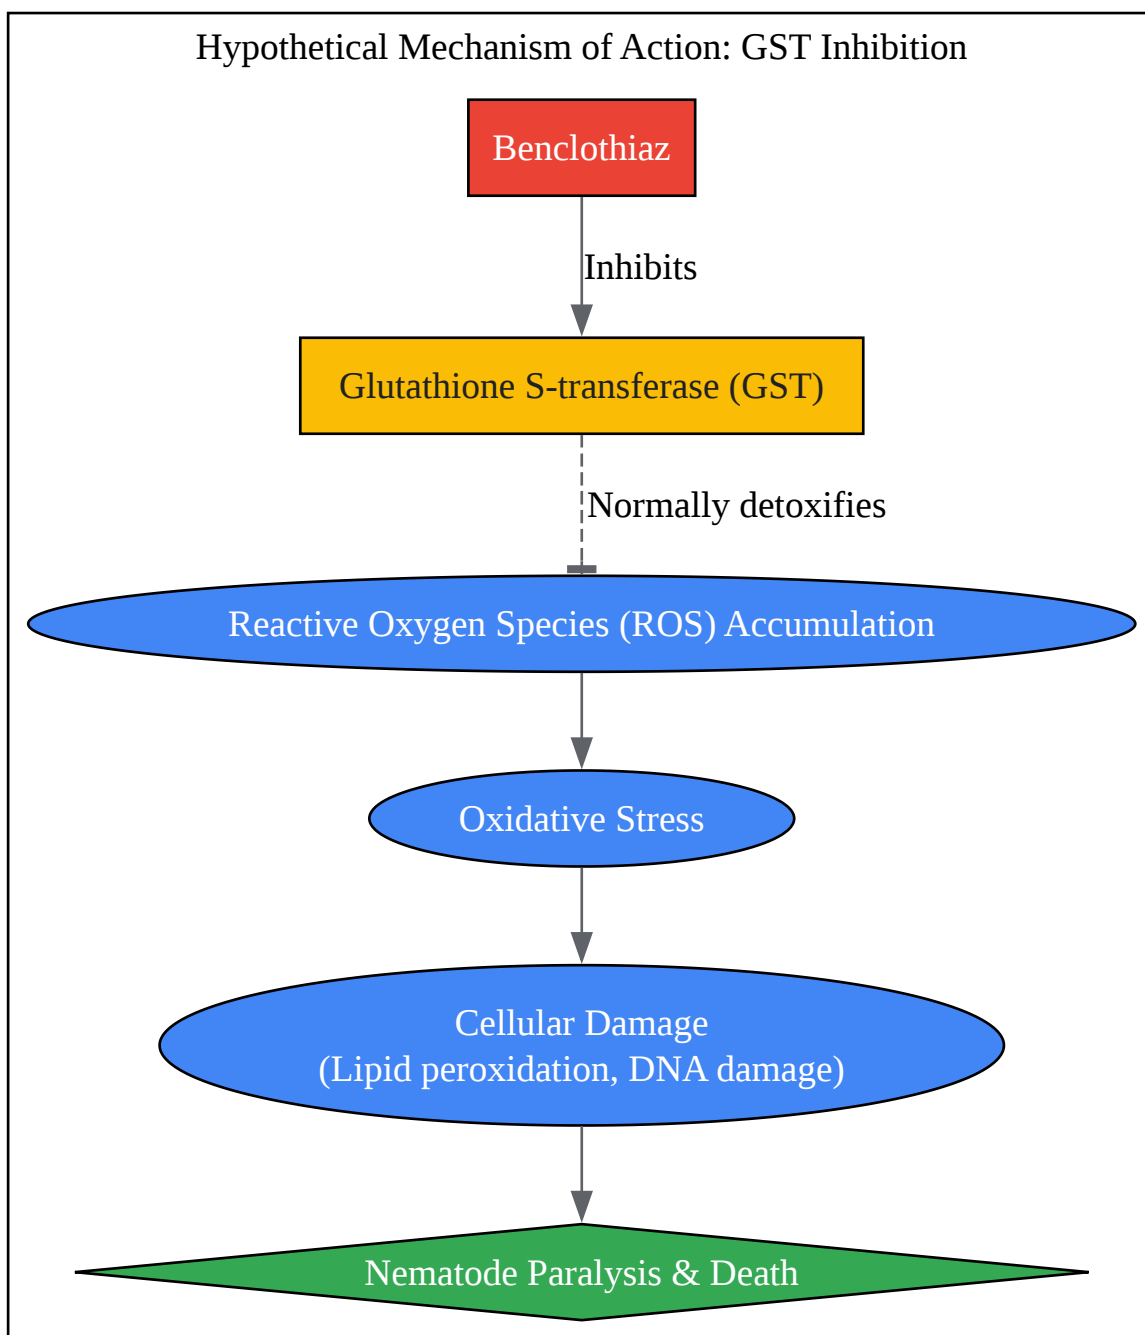 Hypothetical Mechanism of Action: GST Inhibition
Benclothiaz
Inhibits
Glutathione S-transferase (GST)
Normally detoxifies
Reactive Oxygen Species (ROS) Accumulation
Oxidative Stress
Cellular Damage
(Lipid peroxidation, DNA damage)
Nematode Paralysis & Death